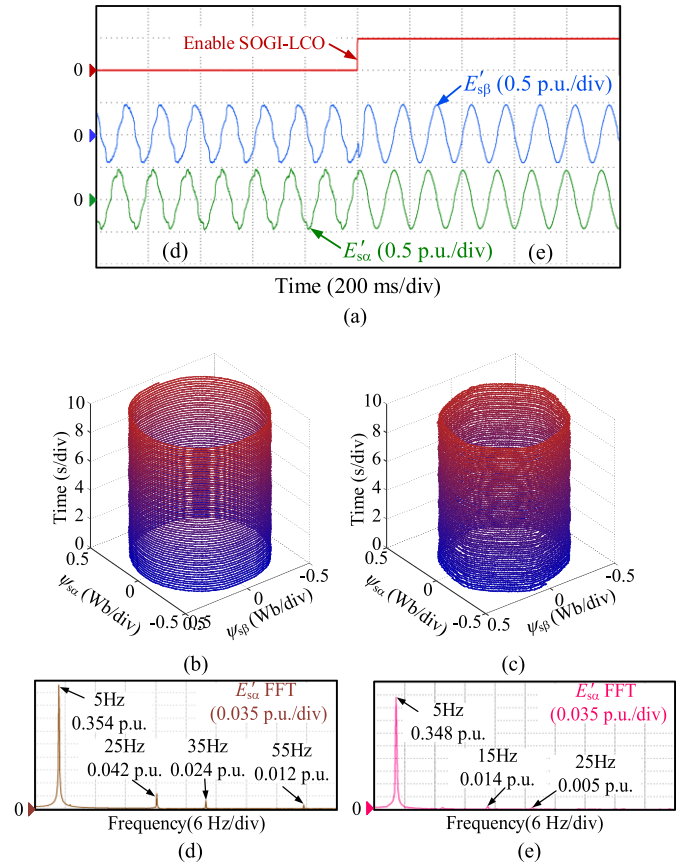 Enable SOGI-LCO
0
E′sβ (0.5 p.u./div)
0
0
E′sα (0.5 p.u./div)
(d)
(e)
Time (200 ms/div)
(a)
10
8
6
4
2
0
Time (s/div)
0.5
0
-0.5
ψsα (Wb/div)
0.5
0
-0.5
ψsβ (Wb/div)
(b)
10
8
6
4
2
0
Time (s/div)
0.5
0
-0.5
ψsα (Wb/div)
0.5
0
-0.5
ψsβ (Wb/div)
(c)
E′sα FFT
(0.035 p.u./div)
5Hz
0.354 p.u.
25Hz
0.042 p.u.
35Hz
0.024 p.u.
55Hz
0.012 p.u.
0
Frequency(6 Hz/div)
(d)
E′sα FFT
(0.035 p.u./div)
5Hz
0.348 p.u.
15Hz
0.014 p.u.
25Hz
0.005 p.u.
0
Frequency(6 Hz/div)
(e)